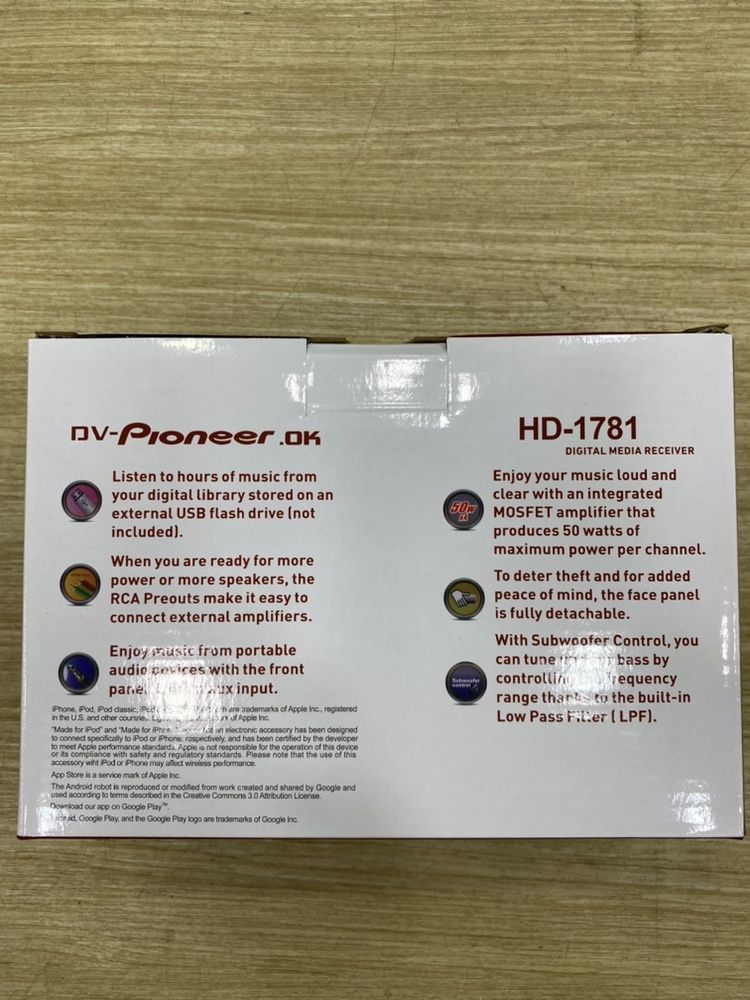 DV-Pioneer.OK
Listen to hours of music from
your digital library stored on an
external USB flash drive (not
included).
When you are ready for more
power or more speakers, the
RCA Preouts make it easy to
connect external amplifiers.
Enjoy music from portable
audio devices with the front
panel aux input.
iPhone, iPod, iPod classic, are trademarks of Apple Inc., registered
in the U.S. and other countries. of Apple Inc.
"Made for iPod" and "Made for iPhone" an electronic accessory has been designed
to connect specifically to iPod or iPhone, respectively, and has been certified by the developer
to meet Apple performance standards. Apple is not responsible for the operation of this device
or its compliance with safety and regulatory standards. Please note that the use of this
accessory wiht iPod or iPhone may affect wireless performance.
App Store is a service mark of Apple Inc.
The Android robot is reproduced or modified from work created and shared by Google and
used according to terms described in the Creative Commons 3.0 Attribution License.
Download our app on Google Play™.
Android, Google Play, and the Google Play logo are trademarks of Google Inc.
HD-1781
DIGITAL MEDIA RECEIVER
50w
x4
Enjoy your music loud and
clear with an integrated
MOSFET amplifier that
produces 50 watts of
maximum power per channel.
To deter theft and for added
peace of mind, the face panel
is fully detachable.
Subwoofer
control
With Subwoofer Control, you
can tune bass by
controlling frequency
range thanks to the built-in
Low Pass Filter ( LPF).